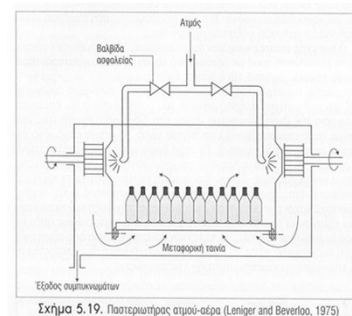 Ατμός
Βαλβίδα
ασφαλείας
Μεταφορική ταινία
Έξοδος συμπυκνωμάτων
Σχήμα 5.19. Παστεριωτήρας ατμού-αέρα (Leniger and Beverloo, 1975)